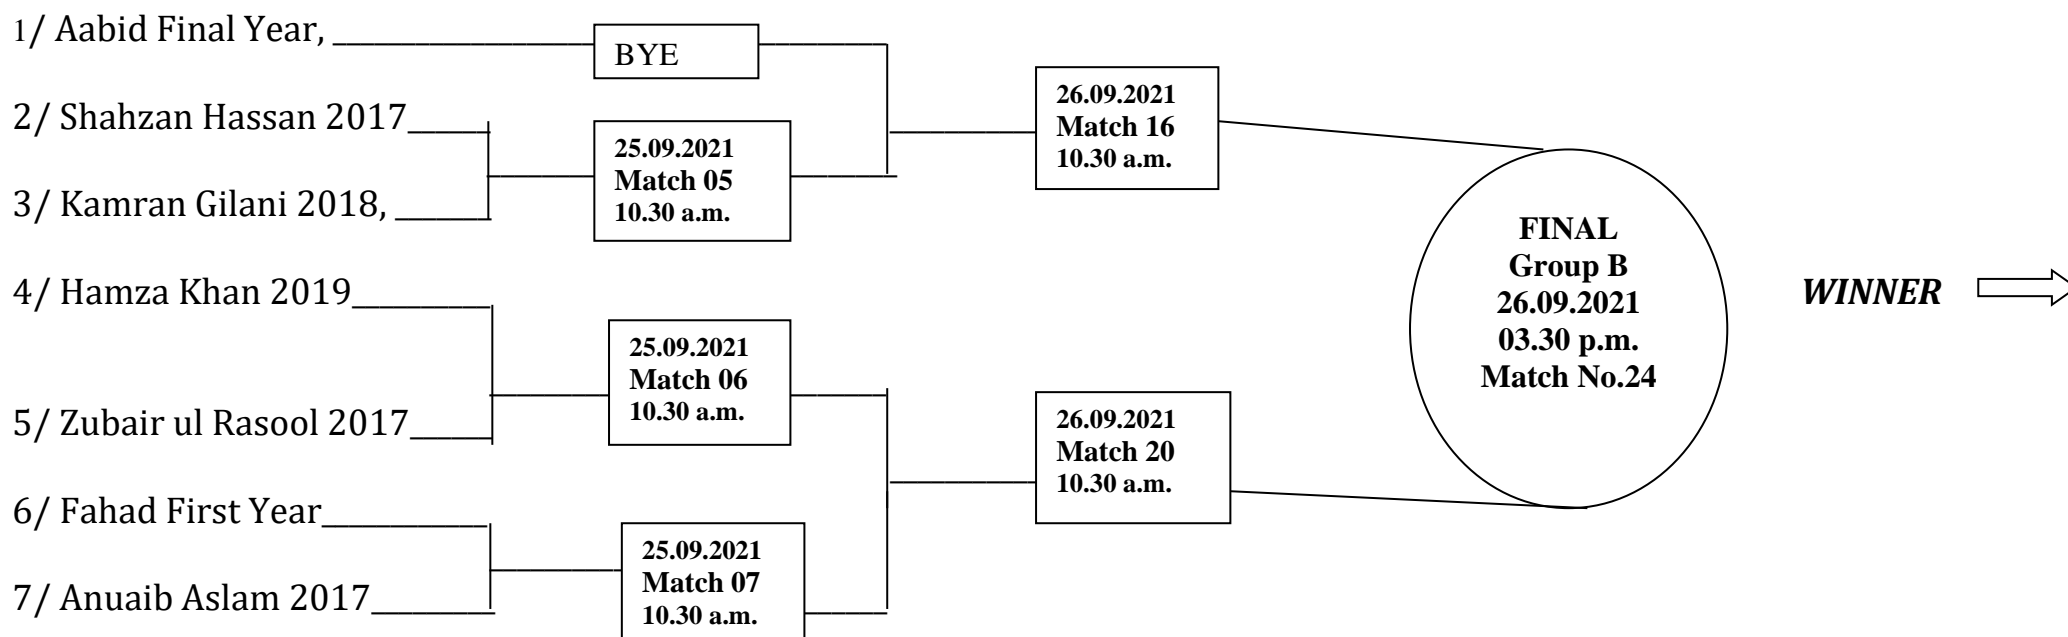 1/ Aabid Final Year,
BYE
2/ Shahzan Hassan 2017
3/ Kamran Gilani 2018,
25.09.2021
Match 05
10.30 a.m.
26.09.2021
Match 16
10.30 a.m.
4/ Hamza Khan 2019
5/ Zubair ul Rasool 2017
25.09.2021
Match 06
10.30 a.m.
6/ Fahad First Year
7/ Anuaib Aslam 2017
25.09.2021
Match 07
10.30 a.m.
26.09.2021
Match 20
10.30 a.m.
FINAL
Group B
26.09.2021
03.30 p.m.
Match No.24
WINNER